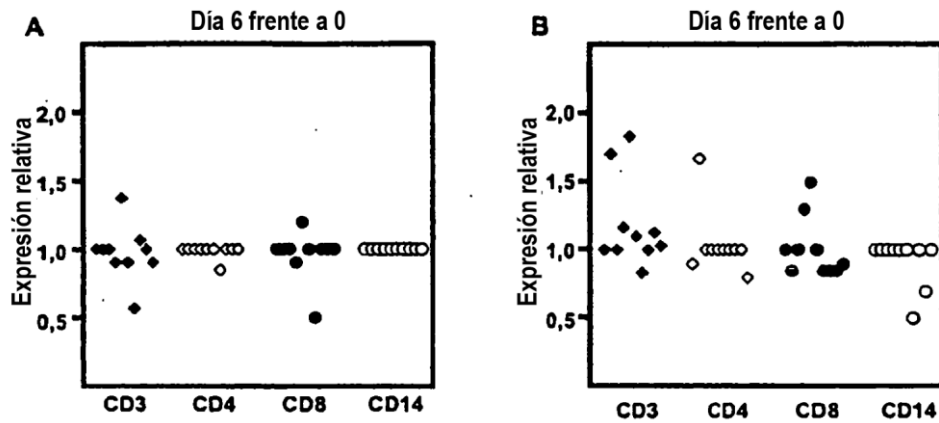 A
Día 6 frente a 0
Expresión relativa
2,0
1,5
1,0
0,5
CD3 CD4 CD8 CD14
B
Día 6 frente a 0
Expresión relativa
2,0
1,5
1,0
0,5
CD3 CD4 CD8 CD14